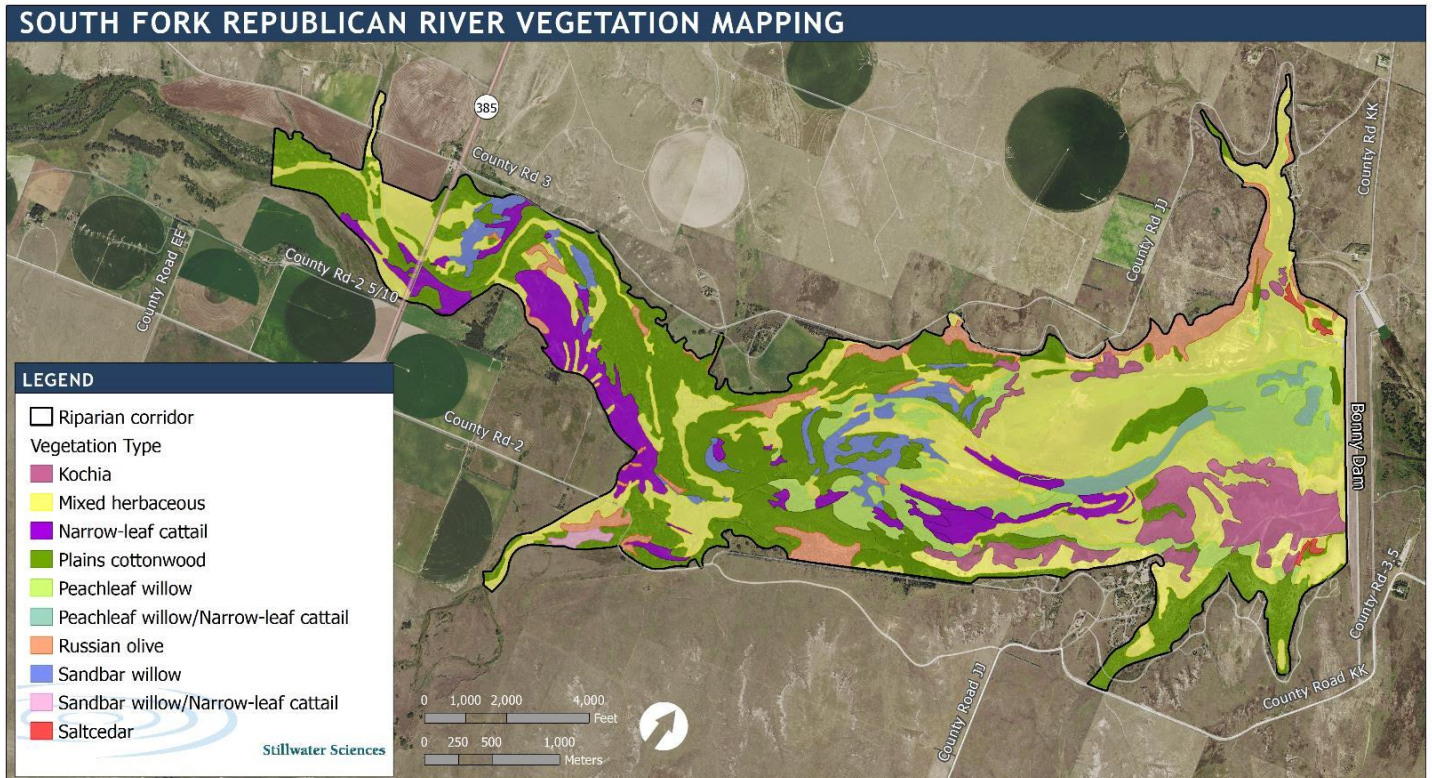 SOUTH FORK REPUBLICAN RIVER VEGETATION MAPPING
385
County Rd 3
County Rd KK
County Rd JJ
County Road EE
County Rd-2 5/10
County Rd-2
Bonny Dam
County Rd-3.5
County Road KK
County Road JJ
LEGEND
Riparian corridor
Vegetation Type
Kochia
Mixed herbaceous
Narrow-leaf cattail
Plains cottonwood
Peachleaf willow
Peachleaf willow/Narrow-leaf cattail
Russian olive
Sandbar willow
Sandbar willow/Narrow-leaf cattail
Saltcedar
Stillwater Sciences
0 1,000 2,000 4,000
Feet
0 250 500 1,000
Meters